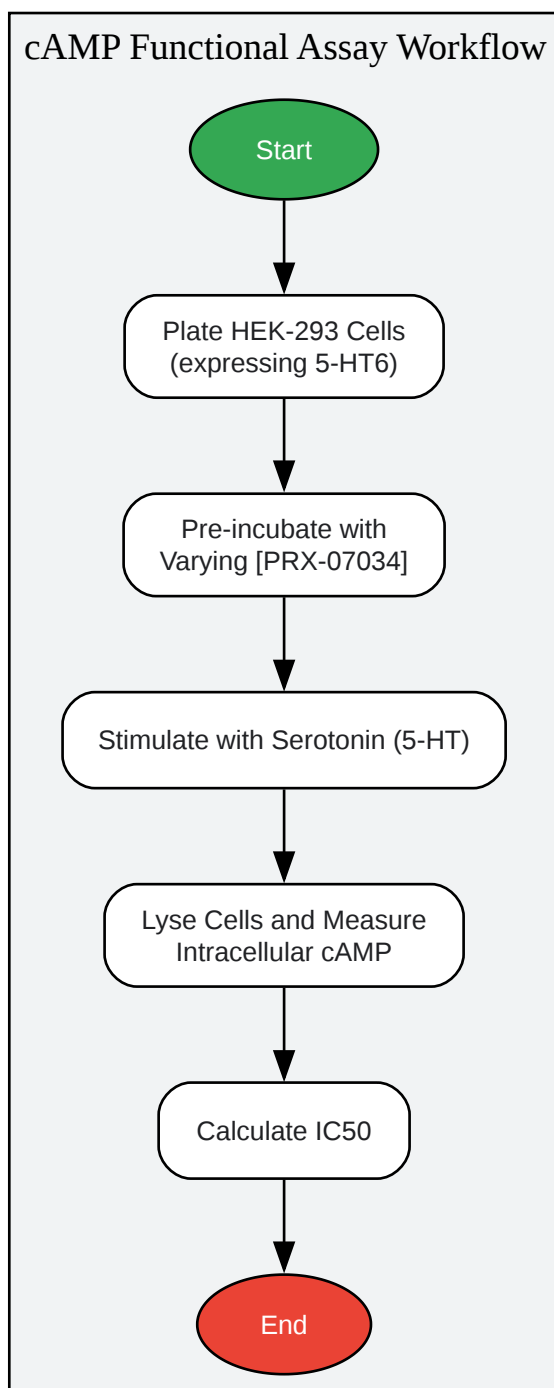 cAMP Functional Assay Workflow
Start
Plate HEK-293 Cells
(expressing 5-HT6)
Pre-incubate with
Varying [PRX-07034]
Stimulate with Serotonin (5-HT)
Lyse Cells and Measure
Intracellular cAMP
Calculate IC50
End